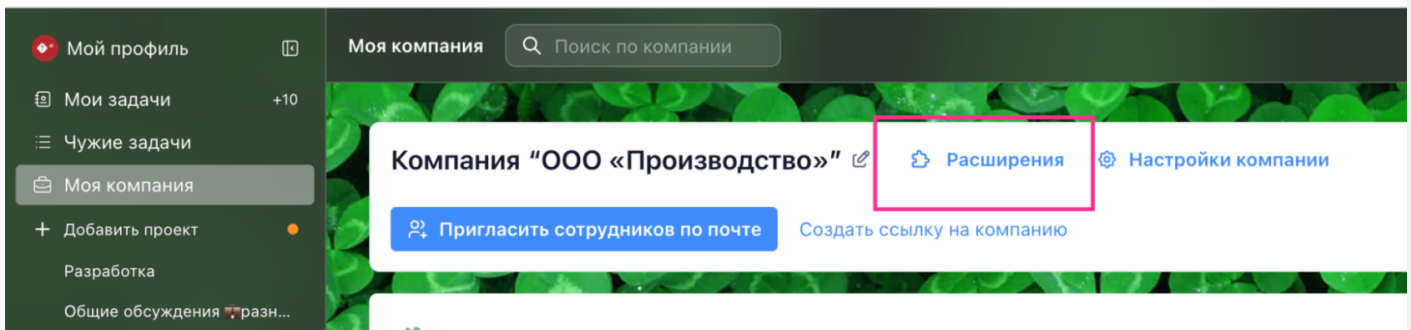 Мой профиль
Мои задачи +10
Чужие задачи
Моя компания
Добавить проект
Разработка
Общие обсуждения 💼разн...
Моя компания
Поиск по компании
Компания “ООО «Производство»” Расширения Настройки компании
Пригласить сотрудников по почте Создать ссылку на компанию